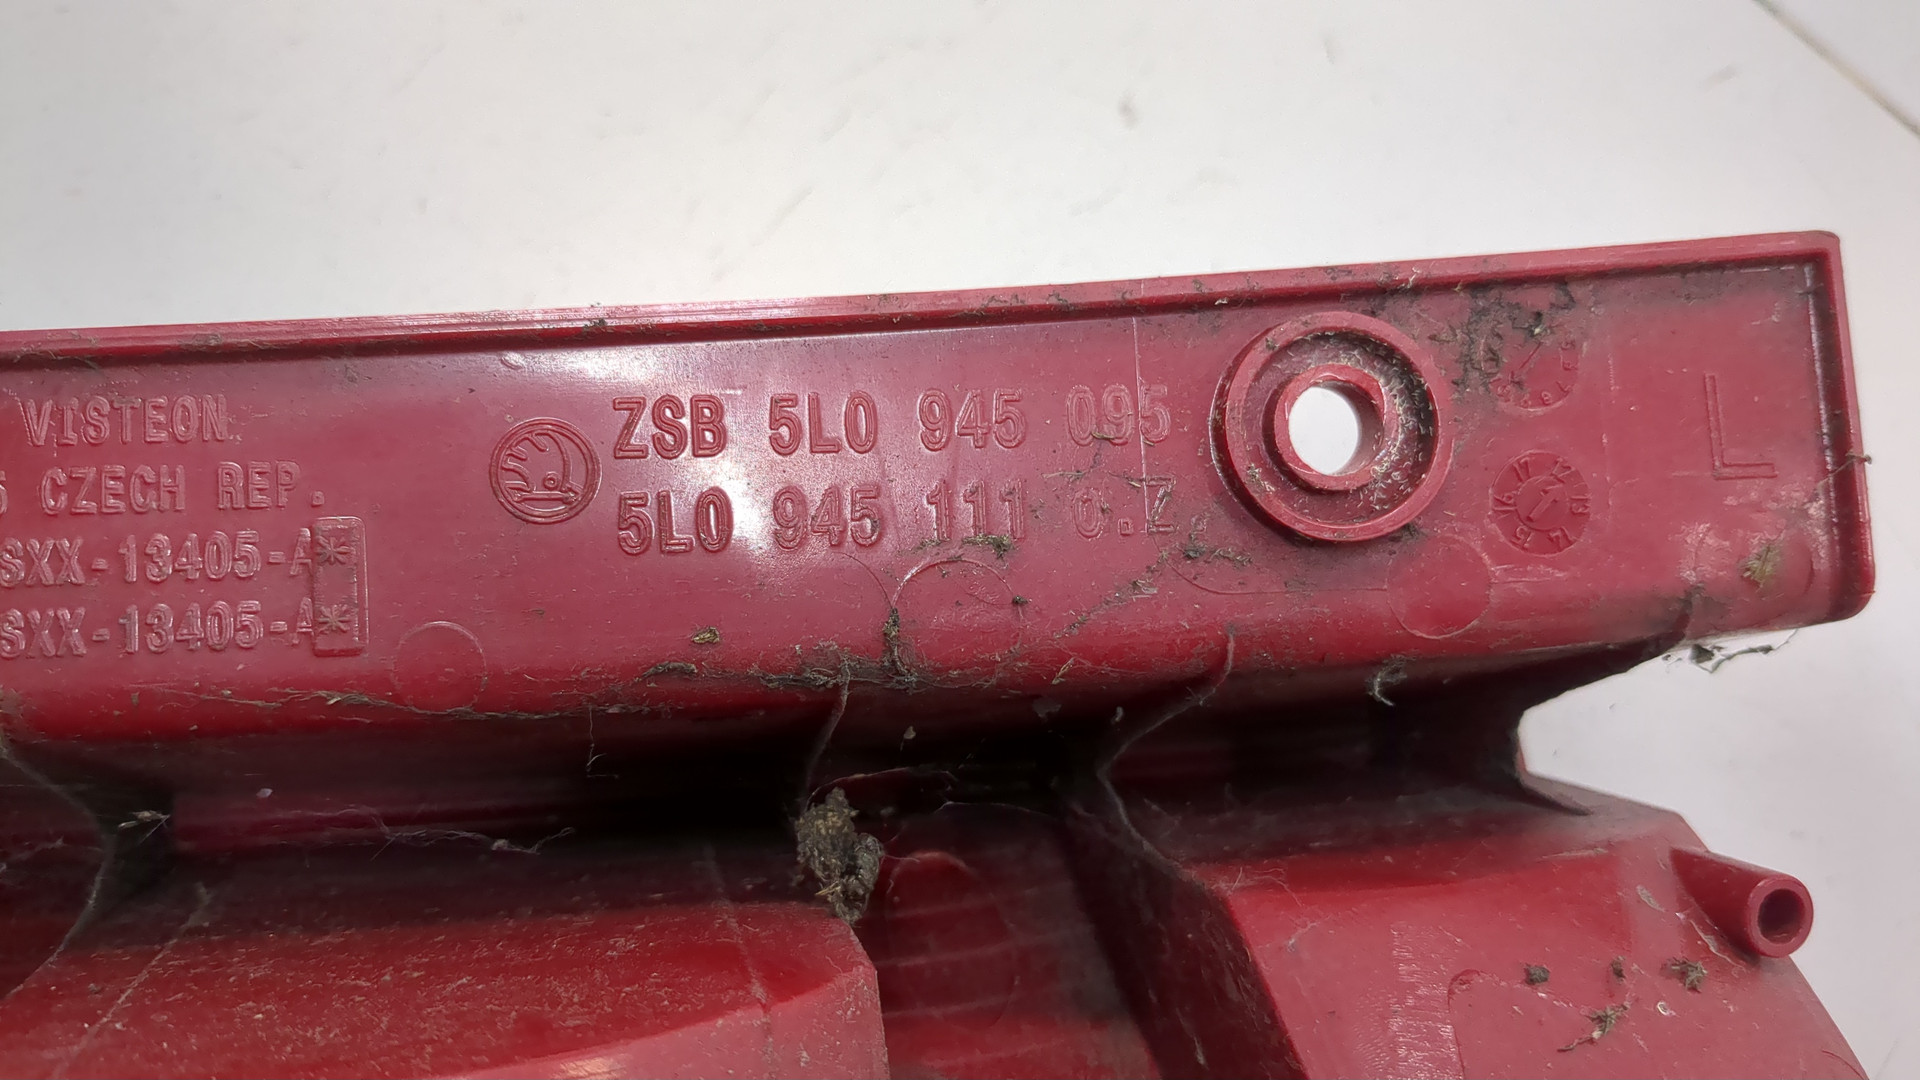 VISTEON
CZECH REP.
SXX-13405-A*
SXX-13405-A*
ZSB 5L0 945 095
5L0 945 111 O.Z.
L